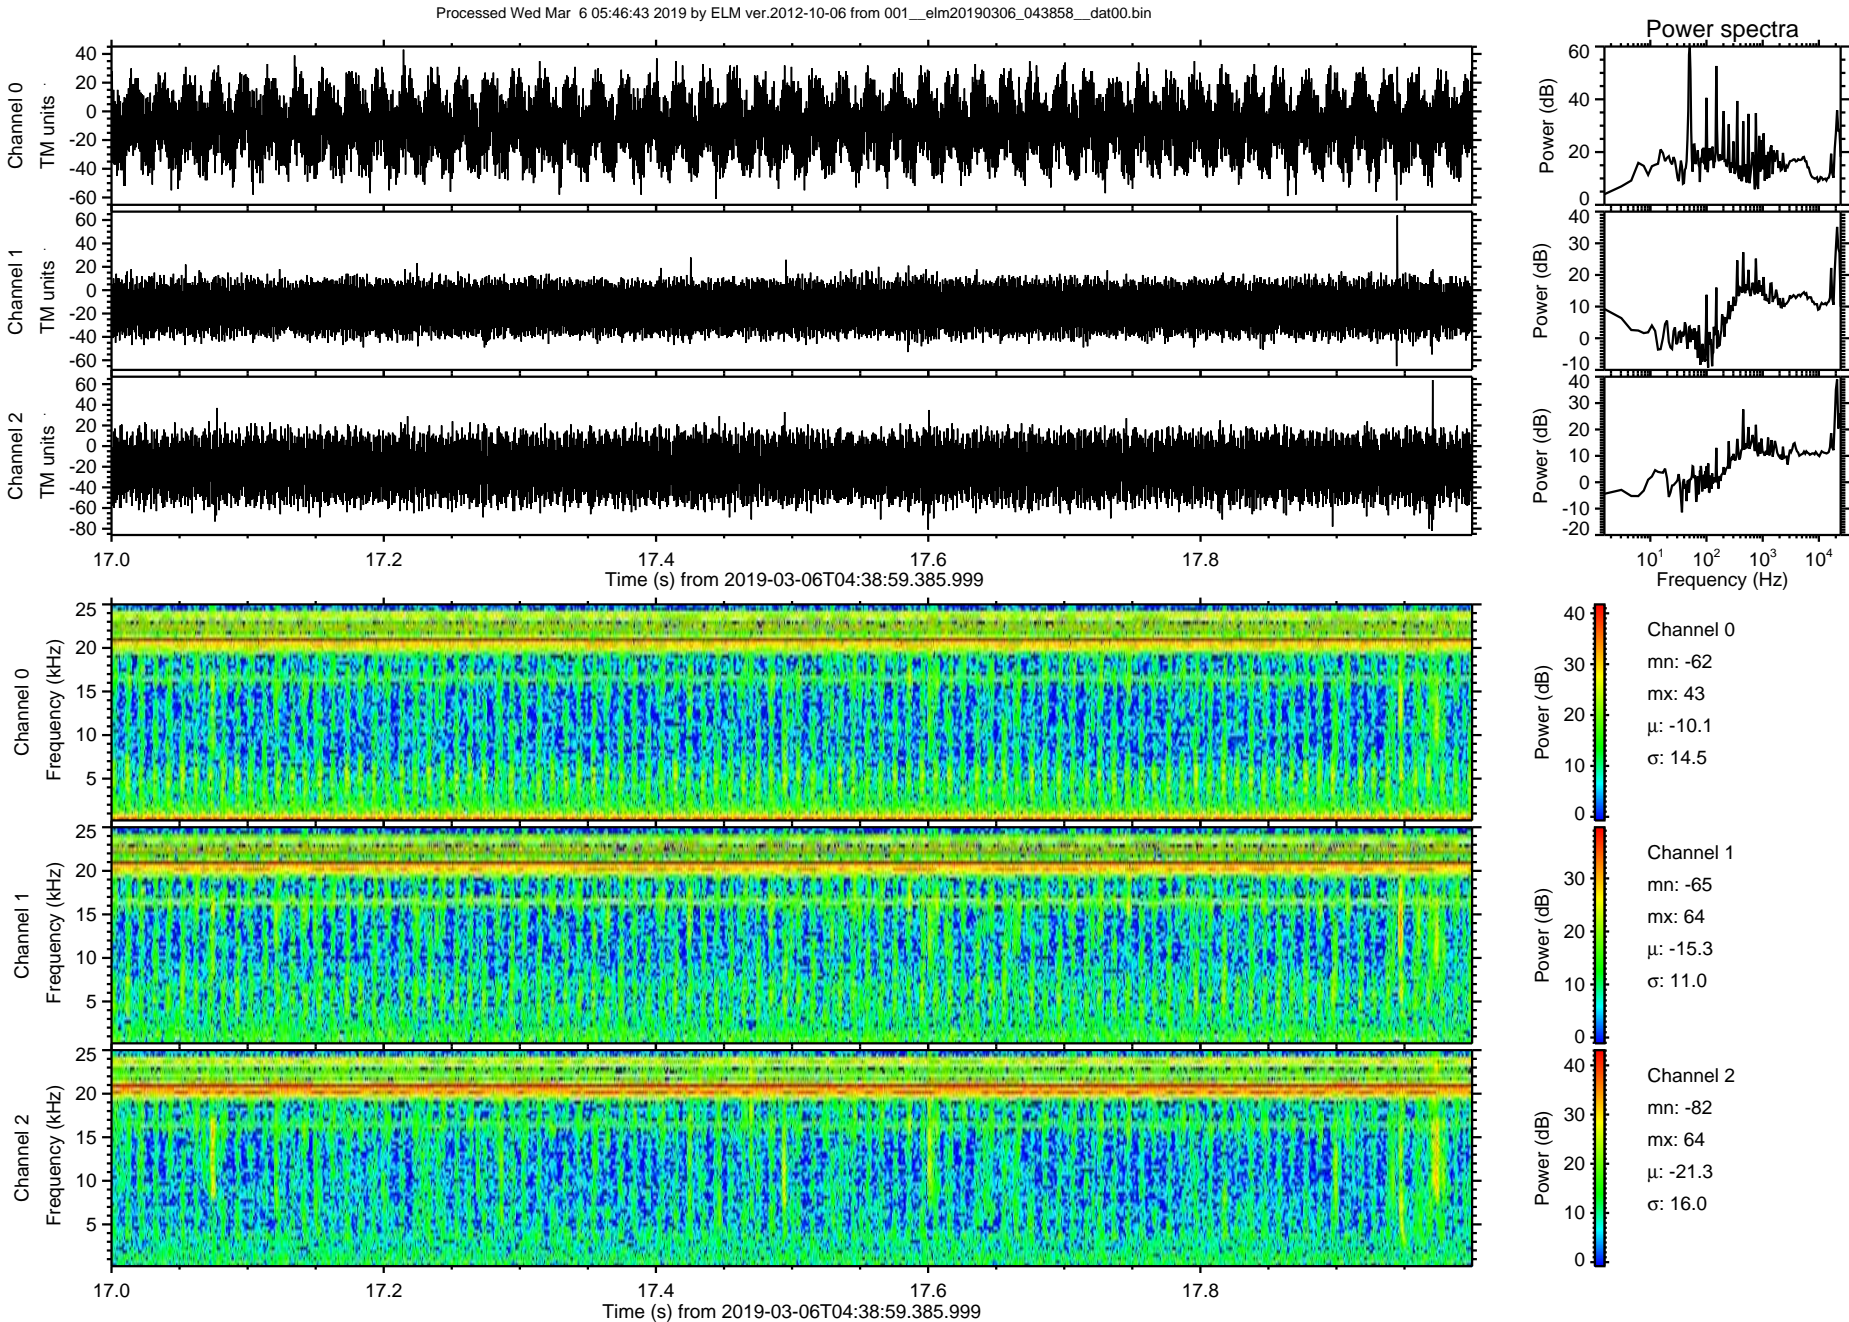 Processed Wed Mar  6 05:46:43 2019 by ELM ver.2012-10-06 from 001__elm20190306_043858__dat00.bin
Power spectra
Channel 0
TM units
40
20
0
-20
-40
-60
Power (dB)
60
40
20
0
Channel 1
TM units
60
40
20
0
-20
-40
-60
Power (dB)
40
30
20
10
0
-10
Channel 2
TM units
60
40
20
0
-20
-40
-60
-80
Power (dB)
40
30
20
10
0
-10
-20
17.0 17.2 17.4 17.6 17.8
Time (s) from 2019-03-06T04:38:59.385.999
10¹ 10² 10³ 10⁴
Frequency (Hz)
Channel 0
Frequency (kHz)
25
20
15
10
5
Power (dB)
40
30
20
10
0
Channel 0
mn: -62
mx: 43
μ: -10.1
σ: 14.5
Channel 1
Frequency (kHz)
25
20
15
10
5
Power (dB)
30
20
10
0
Channel 1
mn: -65
mx: 64
μ: -15.3
σ: 11.0
Channel 2
Frequency (kHz)
25
20
15
10
5
Power (dB)
40
30
20
10
0
Channel 2
mn: -82
mx: 64
μ: -21.3
σ: 16.0
17.0 17.2 17.4 17.6 17.8
Time (s) from 2019-03-06T04:38:59.385.999